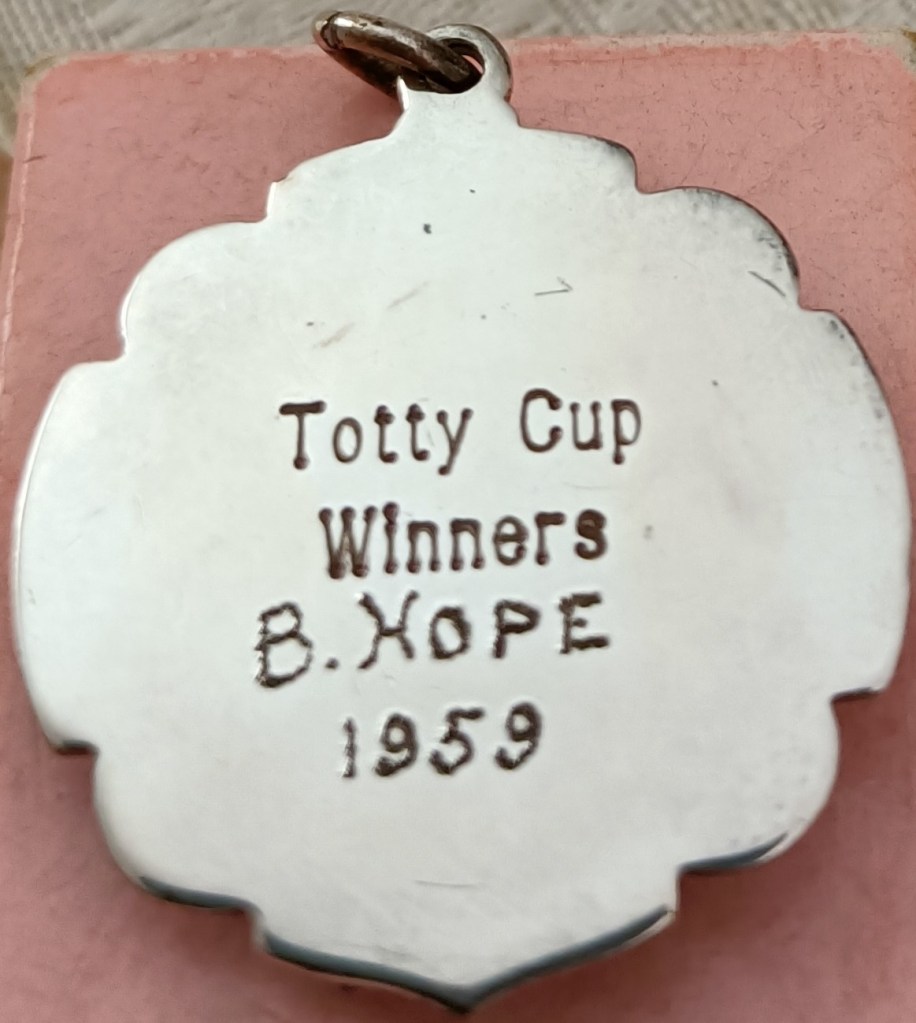 Totty Cup
Winners
B. HOPE
1959